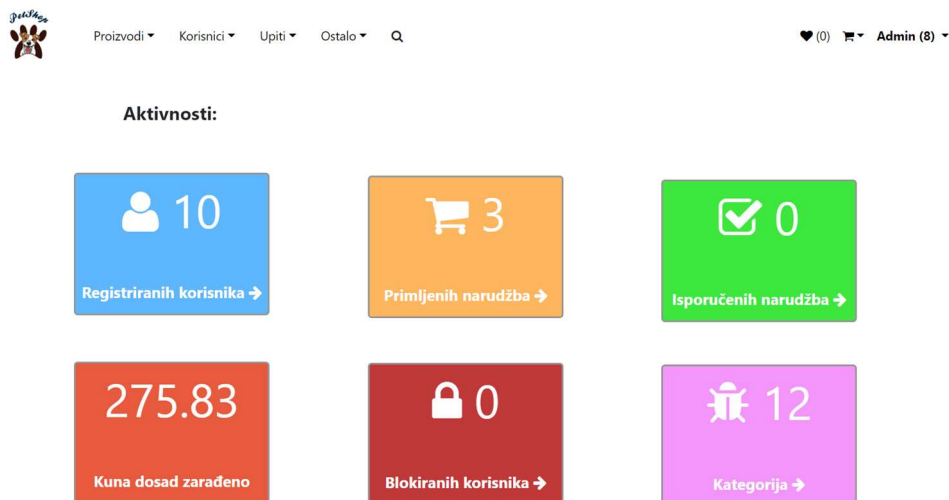 PetShop
Proizvodi Korisnici Upiti Ostalo (0) Admin (8)
Aktivnosti:
10
Registriranih korisnika
3
Primljenih narudžba
0
Isporučenih narudžba
275.83
Kuna dosad zarađeno
0
Blokiranih korisnika
12
Kategorija